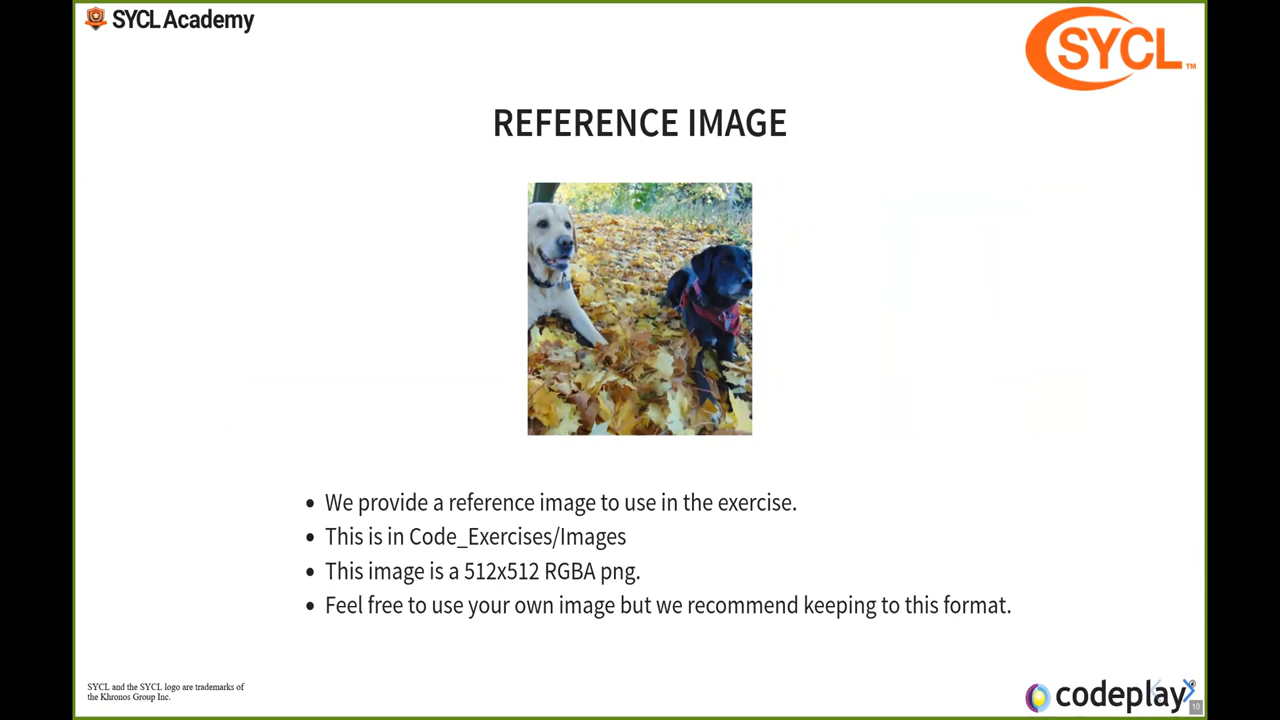 SYCL Academy
SYCL™
REFERENCE IMAGE
• We provide a reference image to use in the exercise.
• This is in Code_Exercises/Images
• This image is a 512x512 RGBA png.
• Feel free to use your own image but we recommend keeping to this format.
SYCL and the SYCL logo are trademarks of
the Khronos Group Inc.
codeplay
10